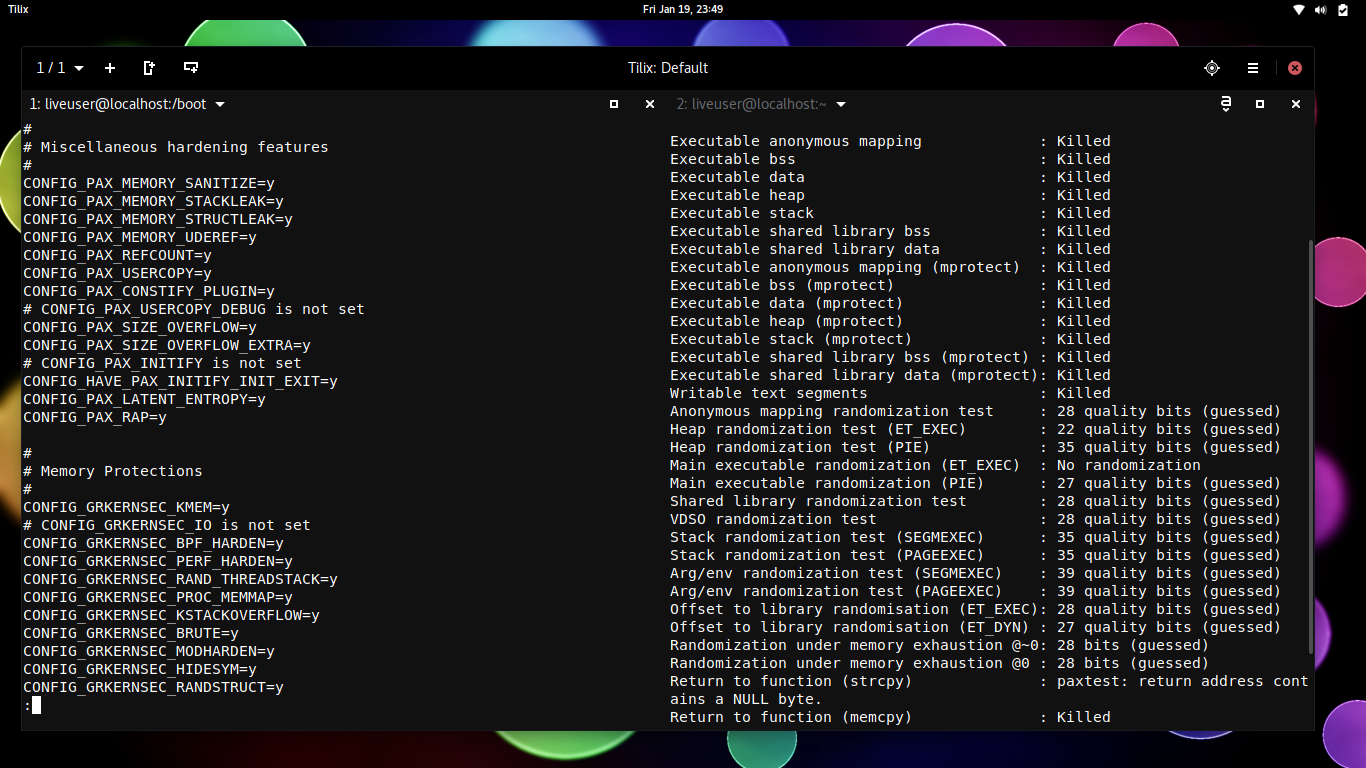 Tilix
Fri Jan 19, 23:49
1 / 1
Tilix: Default
1: liveuser@localhost:/boot
#
# Miscellaneous hardening features
#
CONFIG_PAX_MEMORY_SANITIZE=y
CONFIG_PAX_MEMORY_STACKLEAK=y
CONFIG_PAX_MEMORY_STRUCTLEAK=y
CONFIG_PAX_MEMORY_UDEREF=y
CONFIG_PAX_REFCOUNT=y
CONFIG_PAX_USERCOPY=y
CONFIG_PAX_CONSTIFY_PLUGIN=y
# CONFIG_PAX_USERCOPY_DEBUG is not set
CONFIG_PAX_SIZE_OVERFLOW=y
CONFIG_PAX_SIZE_OVERFLOW_EXTRA=y
# CONFIG_PAX_INITIFY is not set
CONFIG_HAVE_PAX_INITIFY_INIT_EXIT=y
CONFIG_PAX_LATENT_ENTROPY=y
CONFIG_PAX_RAP=y
#
# Memory Protections
#
CONFIG_GRKERNSEC_KMEM=y
# CONFIG_GRKERNSEC_IO is not set
CONFIG_GRKERNSEC_BPF_HARDEN=y
CONFIG_GRKERNSEC_PERF_HARDEN=y
CONFIG_GRKERNSEC_RAND_THREADSTACK=y
CONFIG_GRKERNSEC_PROC_MEMMAP=y
CONFIG_GRKERNSEC_KSTACKOVERFLOW=y
CONFIG_GRKERNSEC_BRUTE=y
CONFIG_GRKERNSEC_MODHARDEN=y
CONFIG_GRKERNSEC_HIDESYM=y
CONFIG_GRKERNSEC_RANDSTRUCT=y
:
2: liveuser@localhost:~
a
Executable anonymous mapping : Killed
Executable bss : Killed
Executable data : Killed
Executable heap : Killed
Executable stack : Killed
Executable shared library bss : Killed
Executable shared library data : Killed
Executable anonymous mapping (mprotect) : Killed
Executable bss (mprotect) : Killed
Executable data (mprotect) : Killed
Executable heap (mprotect) : Killed
Executable stack (mprotect) : Killed
Executable shared library bss (mprotect) : Killed
Executable shared library data (mprotect): Killed
Writable text segments : Killed
Anonymous mapping randomization test : 28 quality bits (guessed)
Heap randomization test (ET_EXEC) : 22 quality bits (guessed)
Heap randomization test (PIE) : 35 quality bits (guessed)
Main executable randomization (ET_EXEC) : No randomization
Main executable randomization (PIE) : 27 quality bits (guessed)
Shared library randomization test : 28 quality bits (guessed)
VDSO randomization test : 28 quality bits (guessed)
Stack randomization test (SEGMEXEC) : 35 quality bits (guessed)
Stack randomization test (PAGEEXEC) : 35 quality bits (guessed)
Arg/env randomization test (SEGMEXEC) : 39 quality bits (guessed)
Arg/env randomization test (PAGEEXEC) : 39 quality bits (guessed)
Offset to library randomisation (ET_EXEC): 28 quality bits (guessed)
Offset to library randomisation (ET_DYN) : 27 quality bits (guessed)
Randomization under memory exhaustion @~0: 28 bits (guessed)
Randomization under memory exhaustion @0 : 28 bits (guessed)
Return to function (strcpy) : paxtest: return address cont
ains a NULL byte.
Return to function (memcpy) : Killed